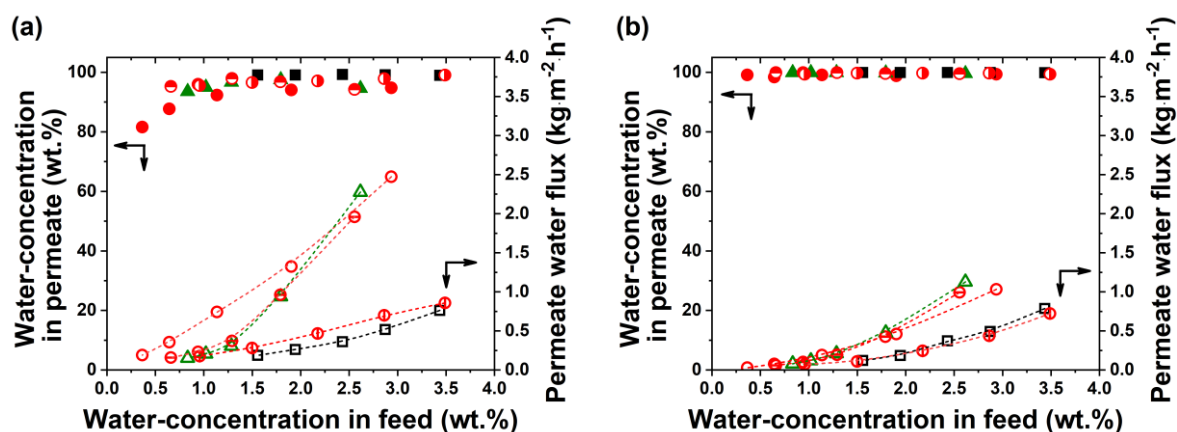 (a)
100
80
60
40
20
0
Water-concentration
in permeate (wt.%)
4.0
3.5
3.0
2.5
2.0
1.5
1.0
0.5
0.0
Permeate water flux (kg·m-2·h-1)
0.0 0.5 1.0 1.5 2.0 2.5 3.0 3.5 4.0
Water-concentration in feed (wt.%)
(b)
100
80
60
40
20
0
Water-concentration
in permeate (wt.%)
4.0
3.5
3.0
2.5
2.0
1.5
1.0
0.5
0.0
Permeate water flux (kg·m-2·h-1)
0.0 0.5 1.0 1.5 2.0 2.5 3.0 3.5 4.0
Water-concentration in feed (wt.%)